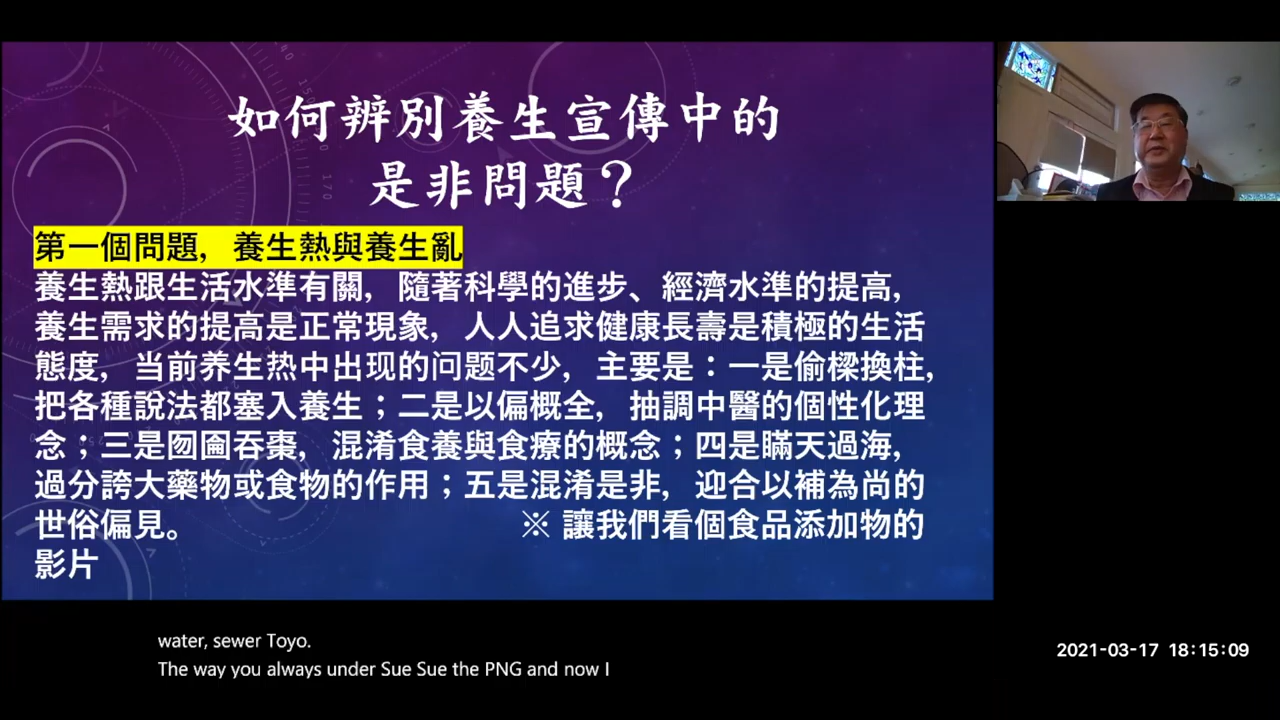 如何辨別養生宣傳中的
是非問題？
第一個問題，養生熱與養生亂
養生熱跟生活水準有關，隨著科學的進步、經濟水準的提高，
養生需求的提高是正常現象，人人追求健康長壽是積極的生活
態度，当前养生热中出现的问题不少，主要是：一是偷樑換柱，
把各種說法都塞入養生；二是以偏概全，抽調中醫的個性化理
念；三是囫圇吞棗，混淆食養與食療的概念；四是瞞天過海，
過分誇大藥物或食物的作用；五是混淆是非，迎合以補為尚的
世俗偏見。 ※ 讓我們看個食品添加物的
影片
water, sewer Toyo.
The way you always under Sue Sue the PNG and now I
2021-03-17 18:15:09